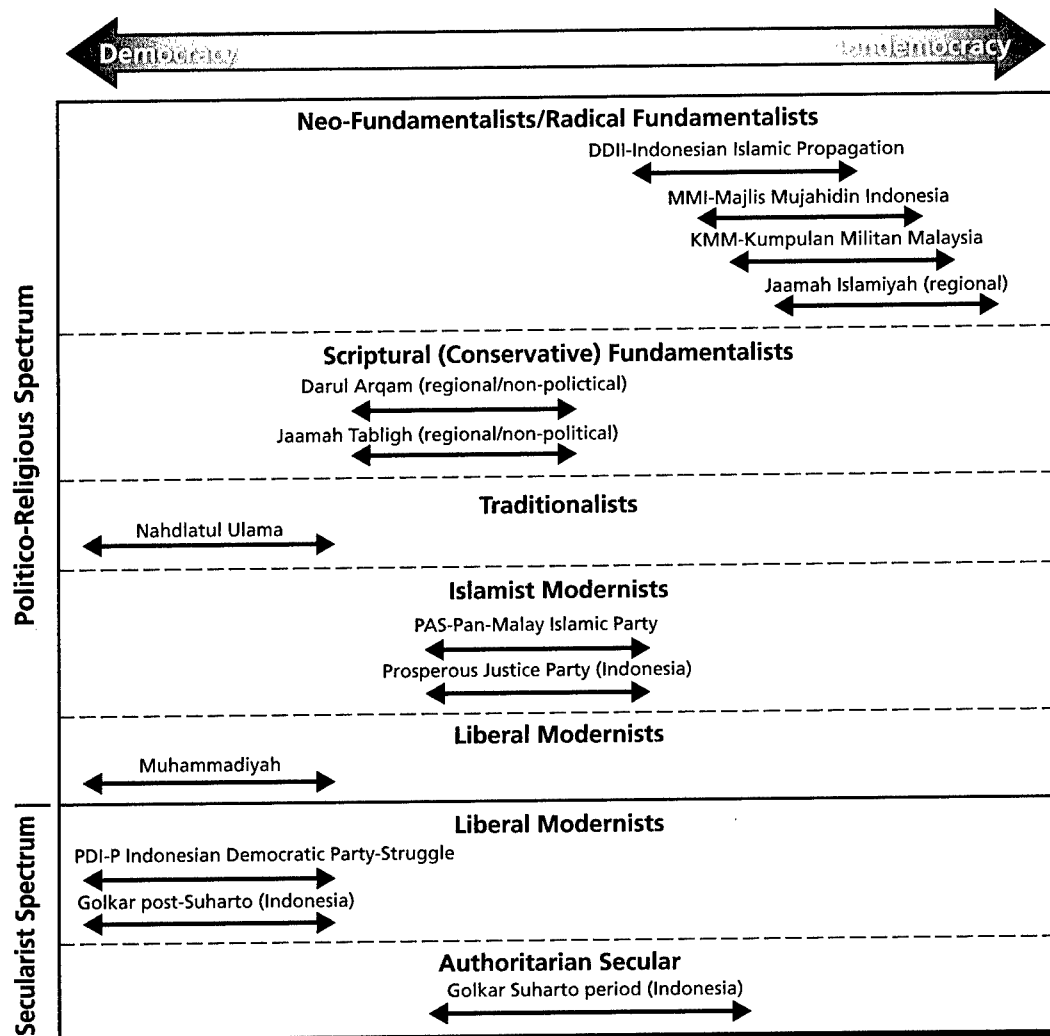 Democracy
Nondemocracy
Politico-Religious Spectrum
Neo-Fundamentalists/Radical Fundamentalists
DDII-Indonesian Islamic Propagation
MMI-Majlis Mujahidin Indonesia
KMM-Kumpulan Militan Malaysia
Jaamah Islamiyah (regional)
Scriptural (Conservative) Fundamentalists
Darul Arqam (regional/non-polictical)
Jaamah Tabligh (regional/non-political)
Traditionalists
Nahdlatul Ulama
Islamist Modernists
PAS-Pan-Malay Islamic Party
Prosperous Justice Party (Indonesia)
Liberal Modernists
Muhammadiyah
Secularist Spectrum
Liberal Modernists
PDI-P Indonesian Democratic Party-Struggle
Golkar post-Suharto (Indonesia)
Authoritarian Secular
Golkar Suharto period (Indonesia)